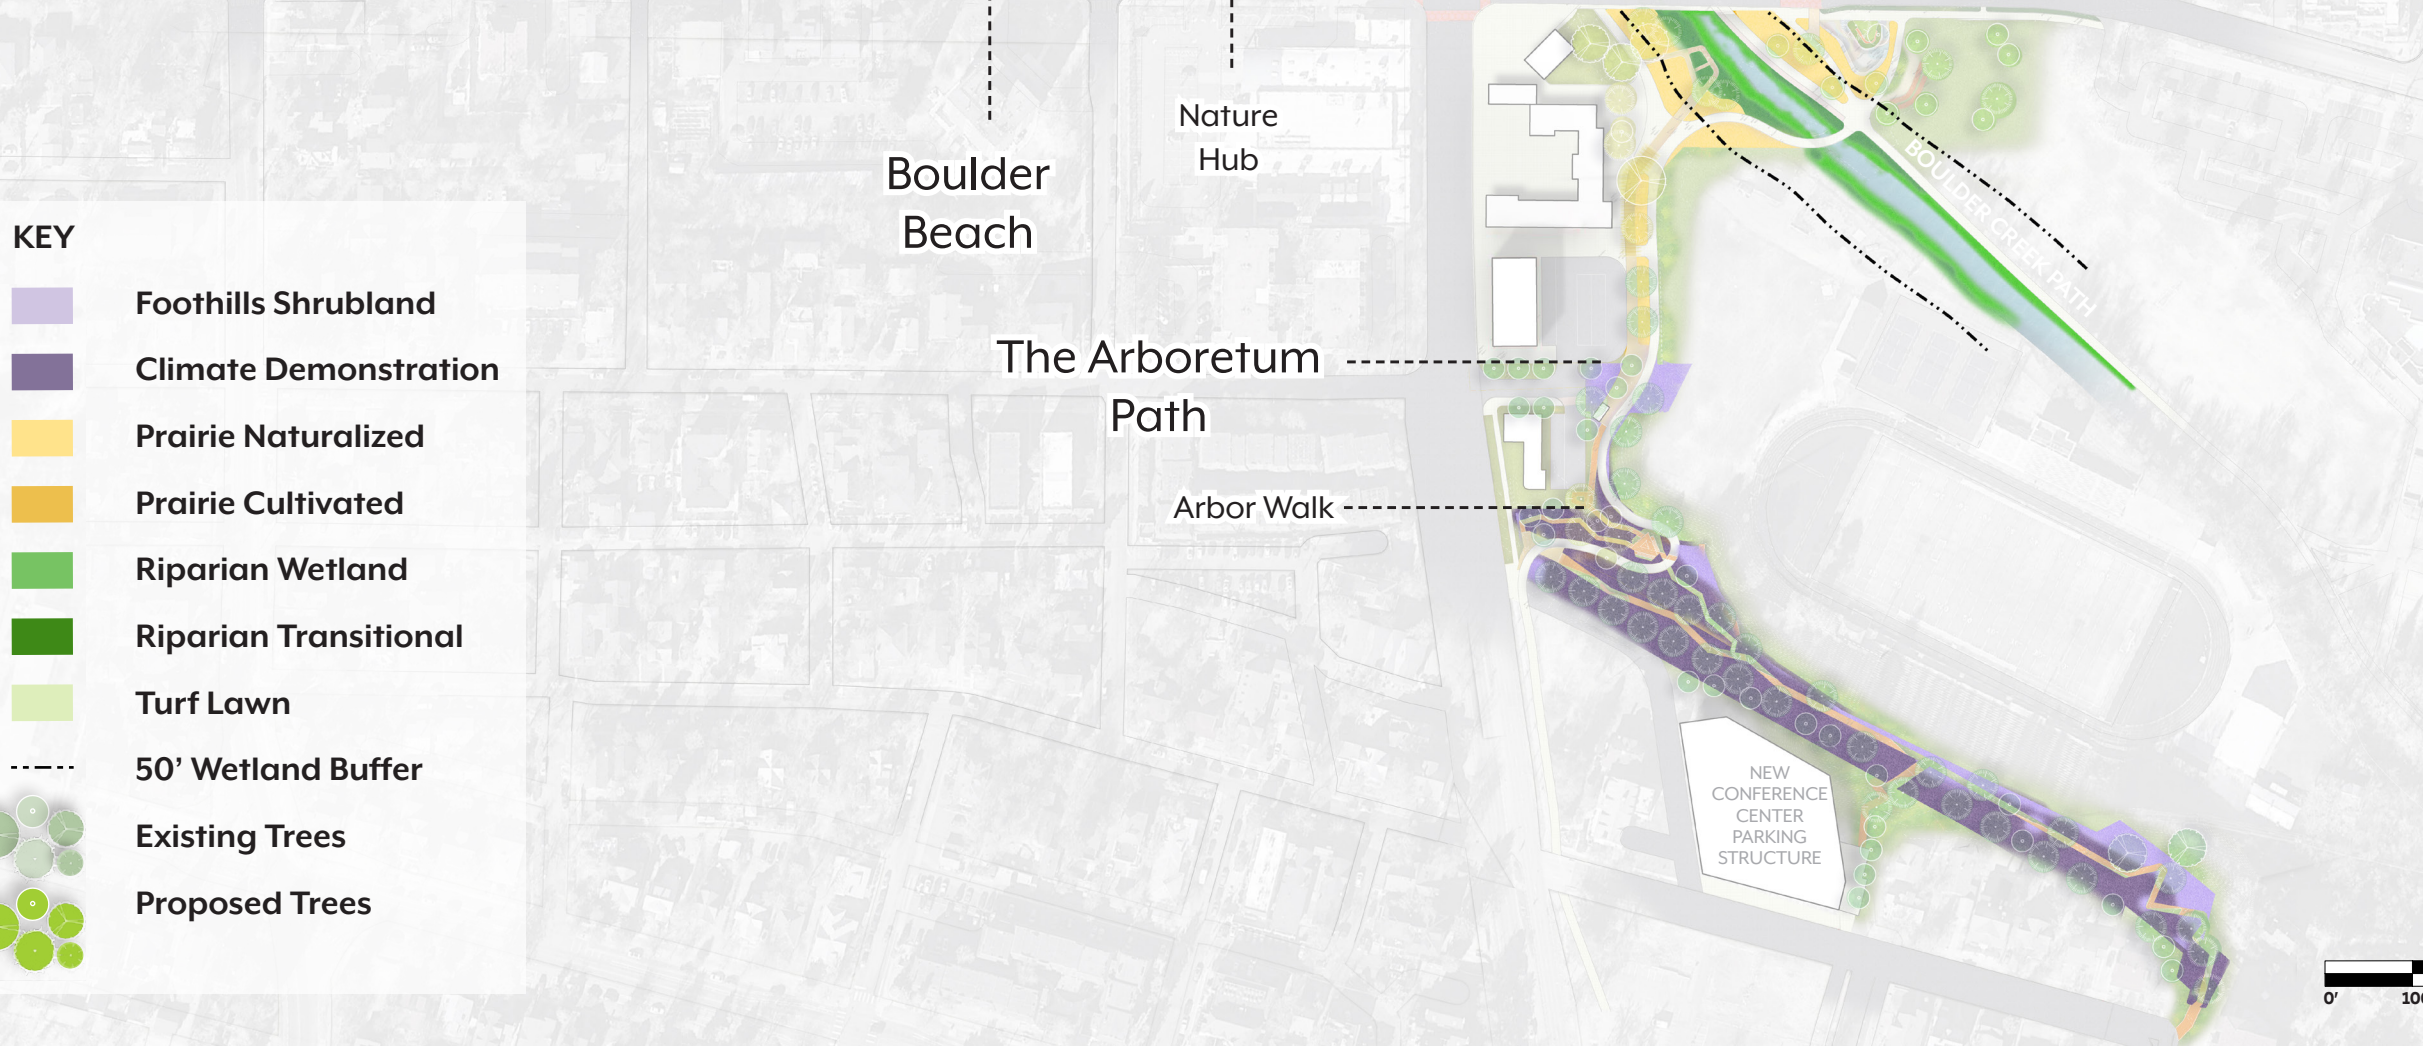 Nature
Hub
Boulder
Beach
BOULDER CREEK PATH
KEY
Foothills Shrubland
Climate Demonstration
Prairie Naturalized
Prairie Cultivated
Riparian Wetland
Riparian Transitional
Turf Lawn
50’ Wetland Buffer
Existing Trees
Proposed Trees
The Arboretum
Path
Arbor Walk
NEW
CONFERENCE
CENTER
PARKING
STRUCTURE
0’